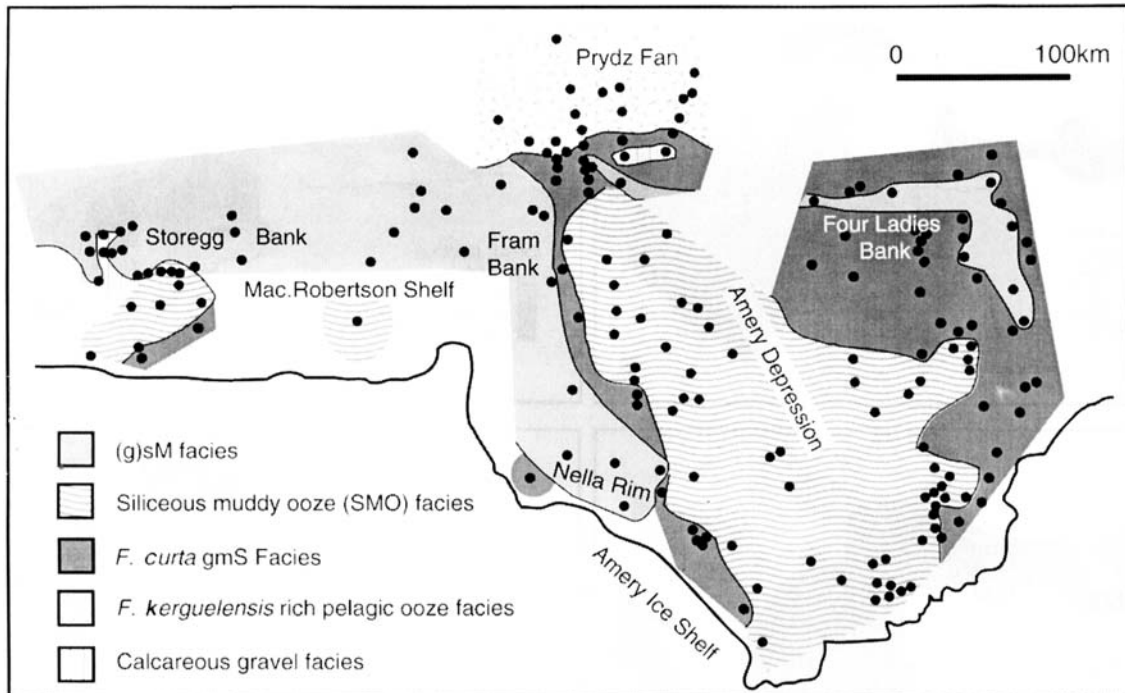 Prydz Fan
0 100km
Storegg Bank
Fram
Bank
Four Ladies
Bank
Mac.Robertson Shelf
Amery Depression
Nella Rim
Amery Ice Shelf
(g)sM facies
Siliceous muddy ooze (SMO) facies
F. curta gmS Facies
F. kerguelensis rich pelagic ooze facies
Calcareous gravel facies